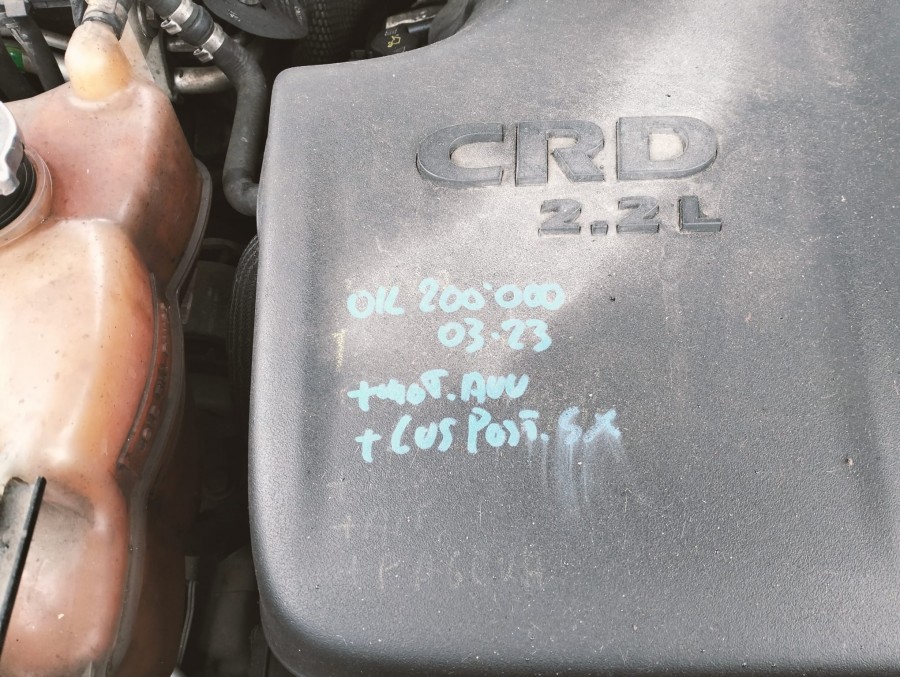 CRD
2.2L
OIL 200'000
03.23
+MOT. AVV
+CUS POST. SX